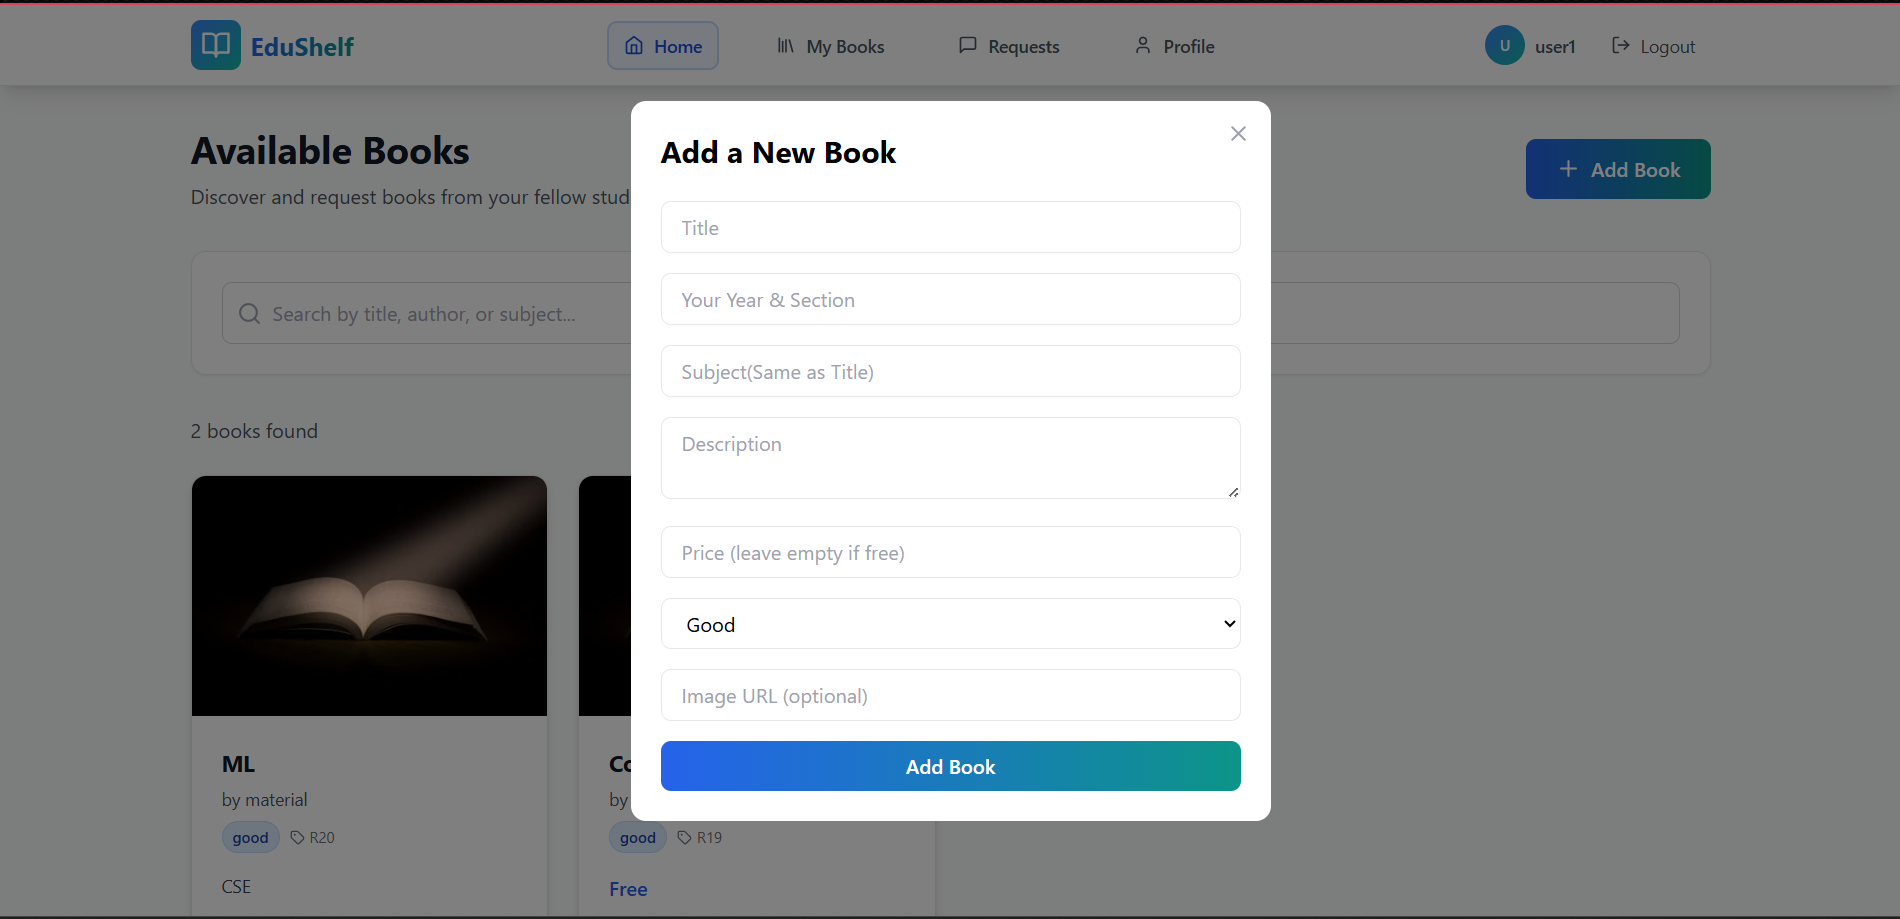 EduShelf
Home
My Books
Requests
Profile
U
user1
Logout
Available Books
Discover and request books from your fellow stud
Add Book
Search by title, author, or subject...
2 books found
ML
by material
good
R20
CSE
Co
by
good
R19
Free
Add a New Book
Title
Your Year & Section
Subject(Same as Title)
Description
Price (leave empty if free)
Good
Image URL (optional)
Add Book